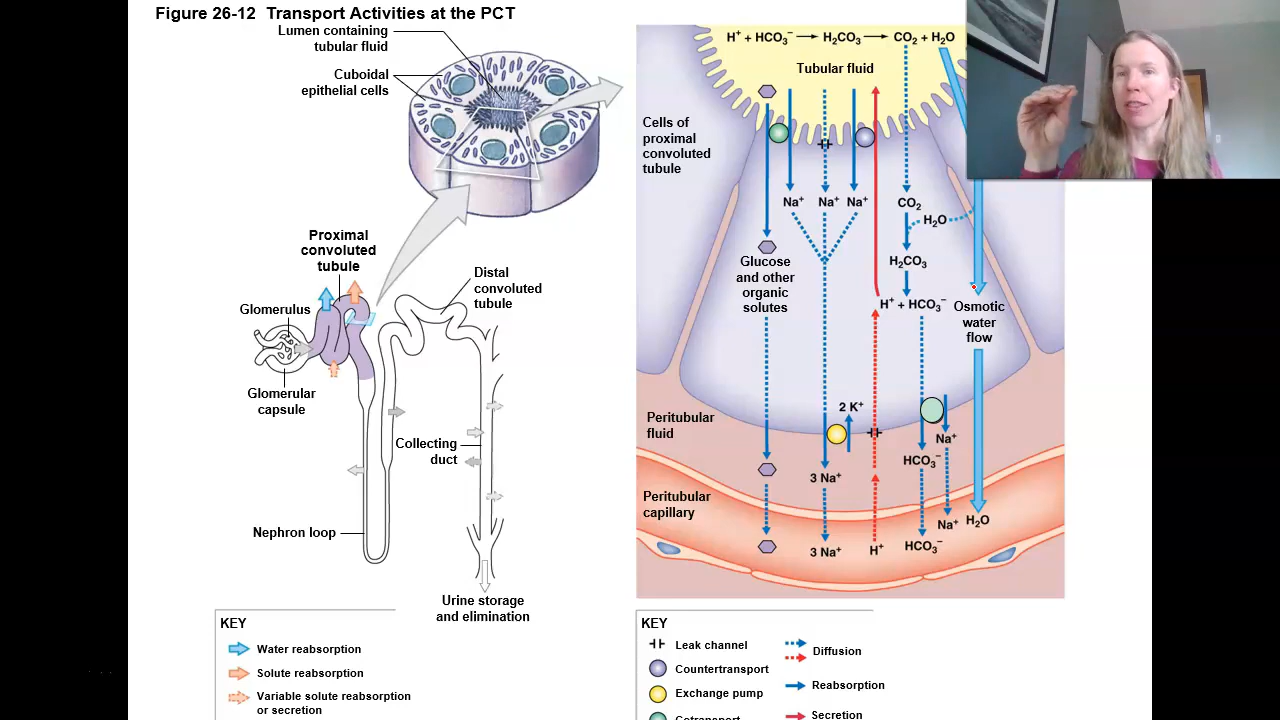 Figure 26-12 Transport Activities at the PCT
Lumen containing
tubular fluid
Cuboidal
epithelial cells
Proximal
convoluted
tubule
Distal
convoluted
tubule
Glomerulus
Glomerular
capsule
Collecting
duct
Nephron loop
Urine storage
and elimination
KEY
Water reabsorption
Solute reabsorption
Variable solute reabsorption
or secretion
H⁺ + HCO₃⁻ → H₂CO₃ → CO₂ + H₂O
Tubular fluid
Cells of
proximal
convoluted
tubule
Na⁺ Na⁺ Na⁺
CO₂
H₂O
H₂CO₃
Glucose
and other
organic
solutes
H⁺ + HCO₃⁻
Osmotic
water
flow
2 K⁺
Peritubular
fluid
Na⁺
HCO₃⁻
3 Na⁺
Peritubular
capillary
Na⁺ H₂O
3 Na⁺ H⁺ HCO₃⁻
KEY
Leak channel
Countertransport
Exchange pump
Cotransport
Diffusion
Reabsorption
Secretion